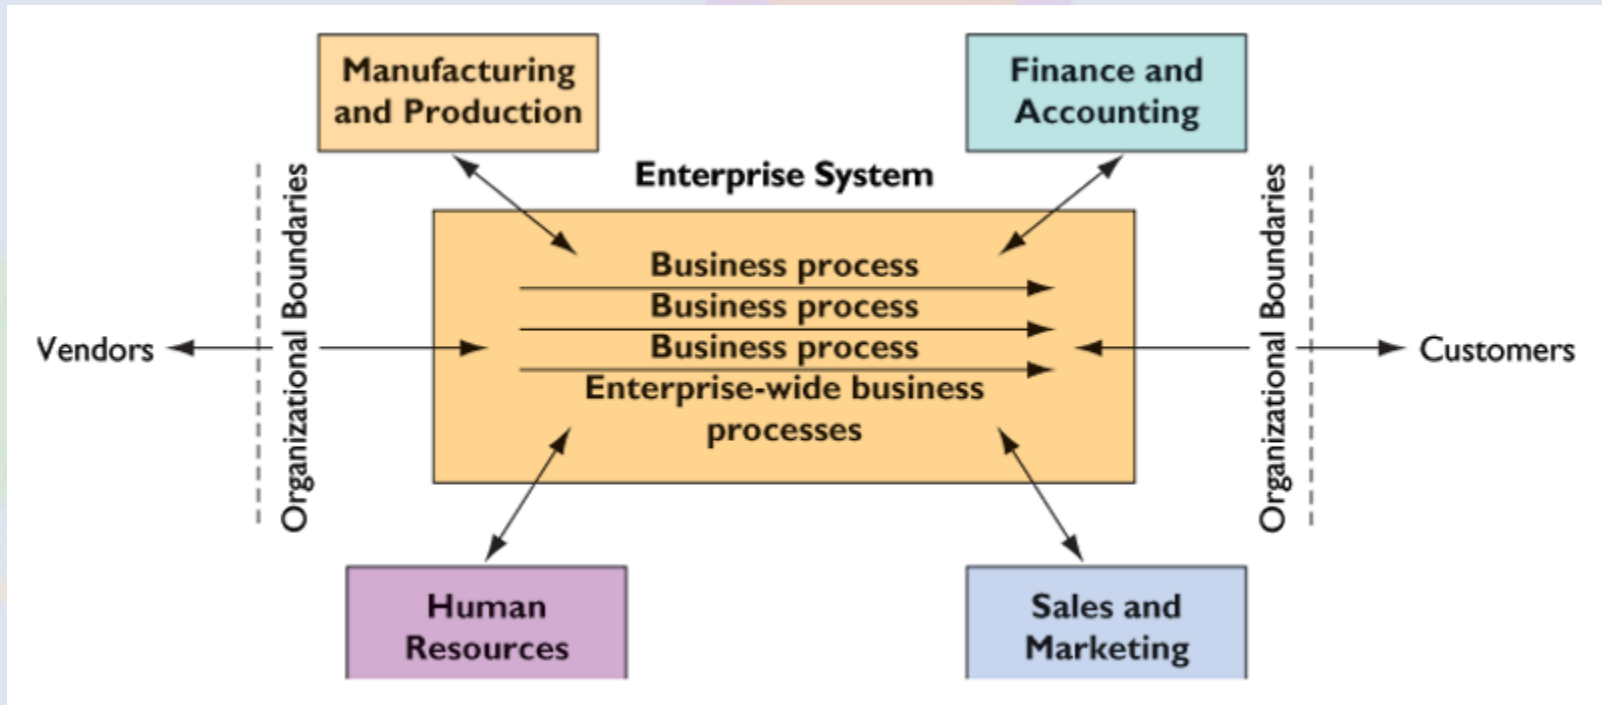 Manufacturing
and Production
Finance and
Accounting
Enterprise System
Organizational Boundaries
Organizational Boundaries
Business process
Business process
Business process
Enterprise-wide business
processes
Vendors
Customers
Human
Resources
Sales and
Marketing